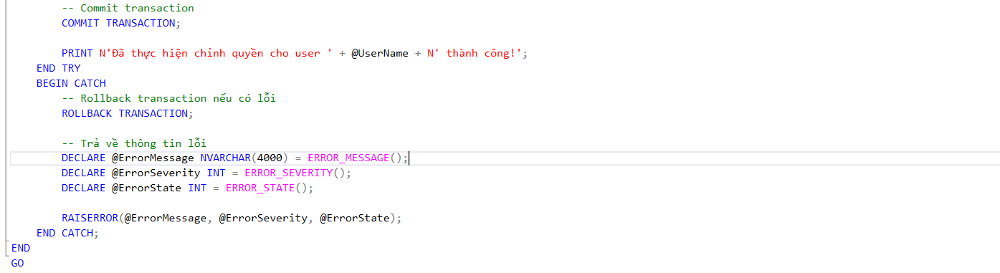 -- Commit transaction
COMMIT TRANSACTION;
PRINT N'Đã thực hiện chỉnh quyền cho user ' + @UserName + N' thành công!';
END TRY
BEGIN CATCH
-- Rollback transaction nếu có lỗi
ROLLBACK TRANSACTION;
-- Trả về thông tin lỗi
DECLARE @ErrorMessage NVARCHAR(4000) = ERROR_MESSAGE();
DECLARE @ErrorSeverity INT = ERROR_SEVERITY();
DECLARE @ErrorState INT = ERROR_STATE();
RAISERROR(@ErrorMessage, @ErrorSeverity, @ErrorState);
END CATCH;
END
GO